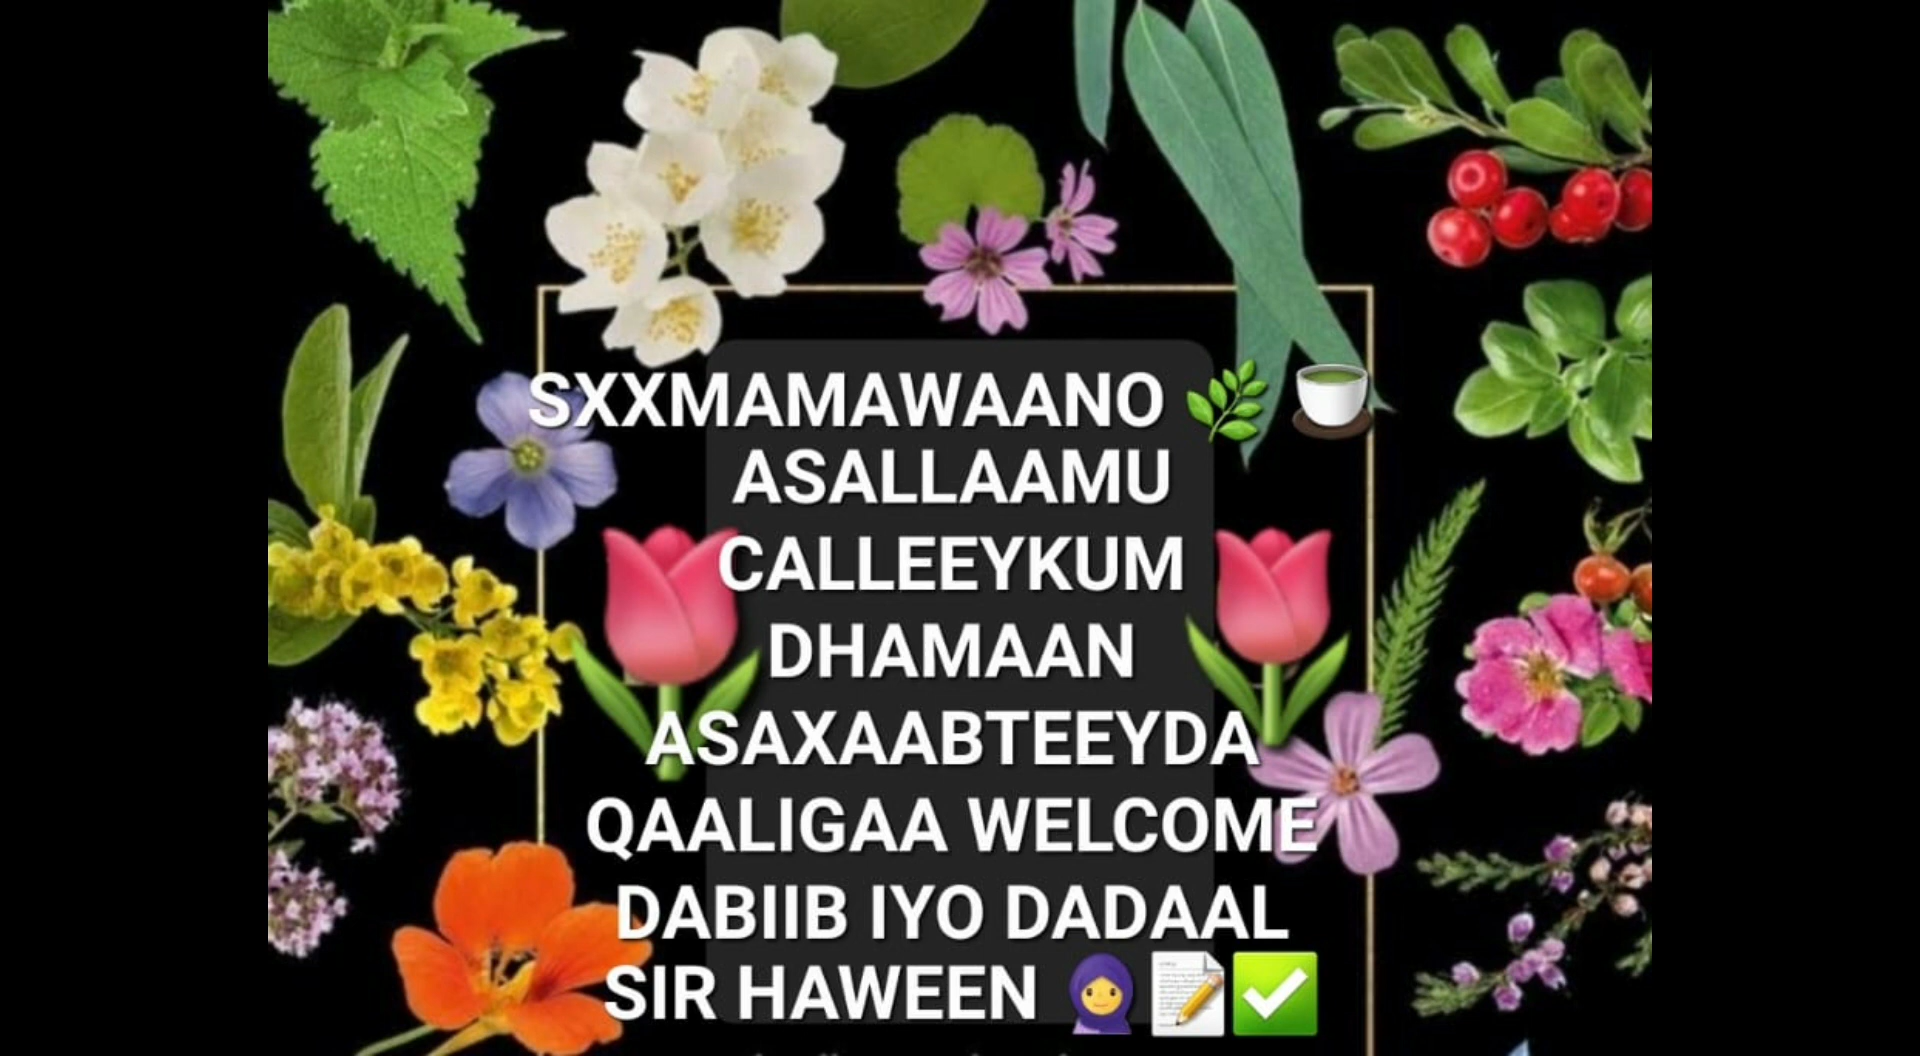 SXXMAMAWAANO 🌿 🍵
ASALLAAMU
CALLEEYKUM
DHAMAAN
ASAXAABTEEYDA
QAALIGAA WELCOME
DABIIB IYO DADAAL
SIR HAWEEN 🧕 📝✅